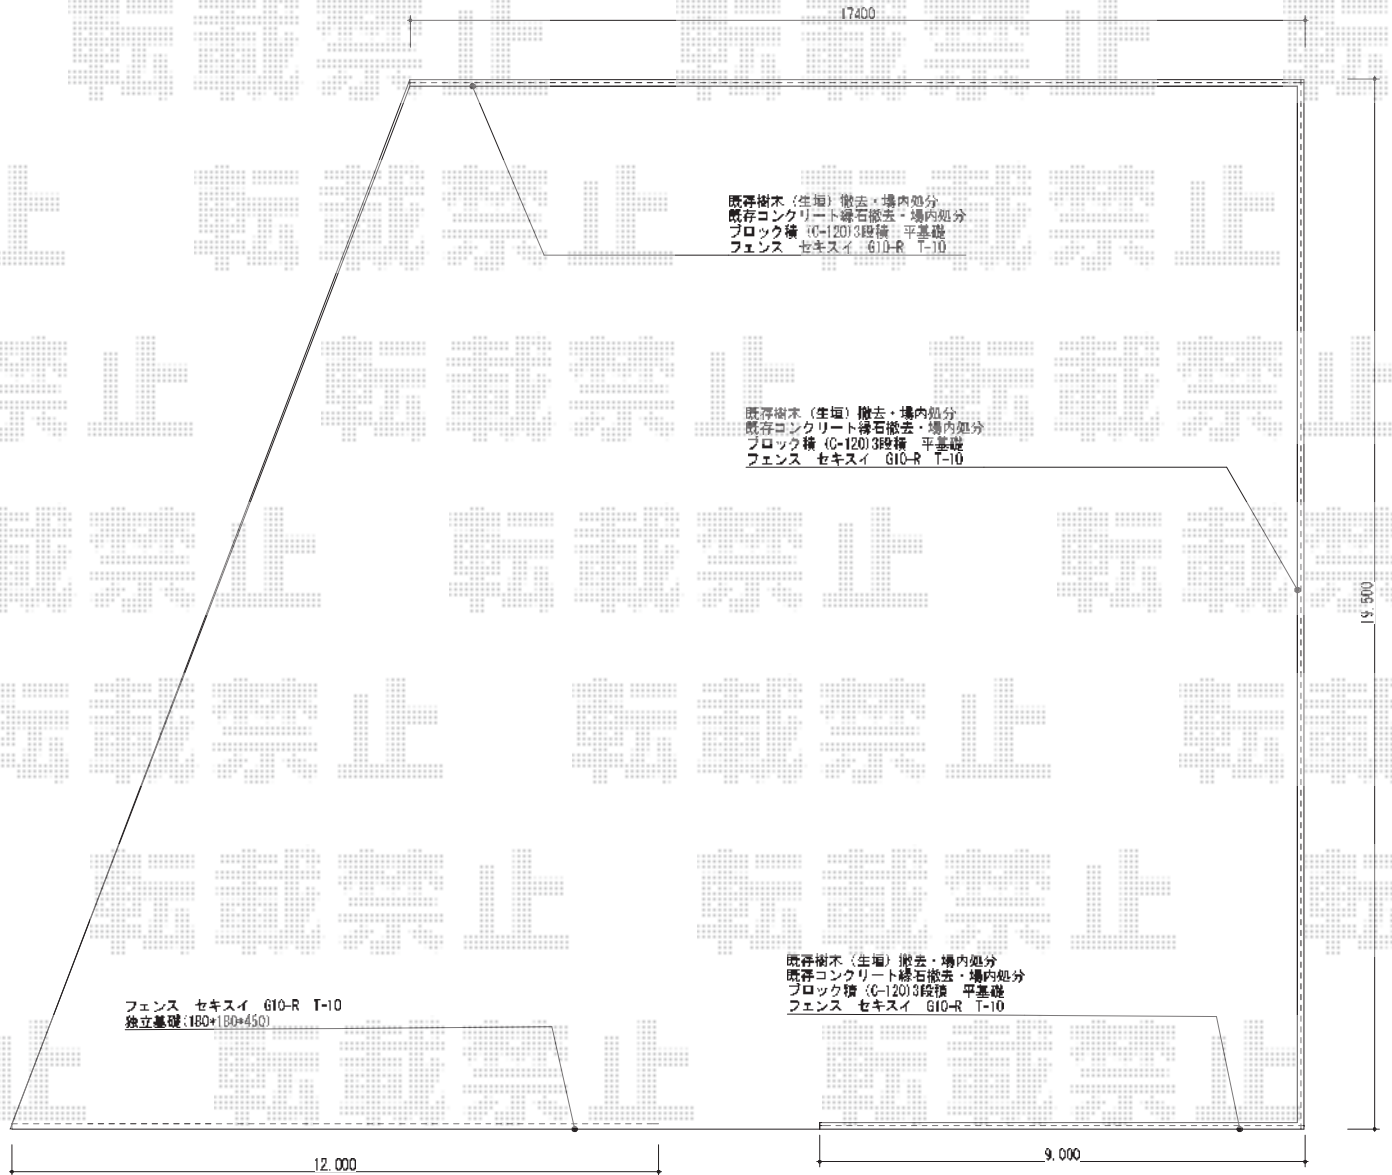 17400
既存樹木（生垣）撤去・場内処分
既存コンクリート縁石撤去・場内処分
ブロック積（C-120)3段積　平基礎
フェンス　セキスイ　G10-R　T-10
既存樹木（生垣）撤去・場内処分
既存コンクリート縁石撤去・場内処分
ブロック積（C-120)3段積　平基礎
フェンス　セキスイ　G10-R　T-10
19.500
既存樹木（生垣）撤去・場内処分
既存コンクリート縁石撤去・場内処分
ブロック積（C-120)3段積　平基礎
フェンス　セキスイ　G10-R　T-10
フェンス　セキスイ　G10-R　T-10
独立基礎(180*180*450)
12.000
9.000
転載禁止